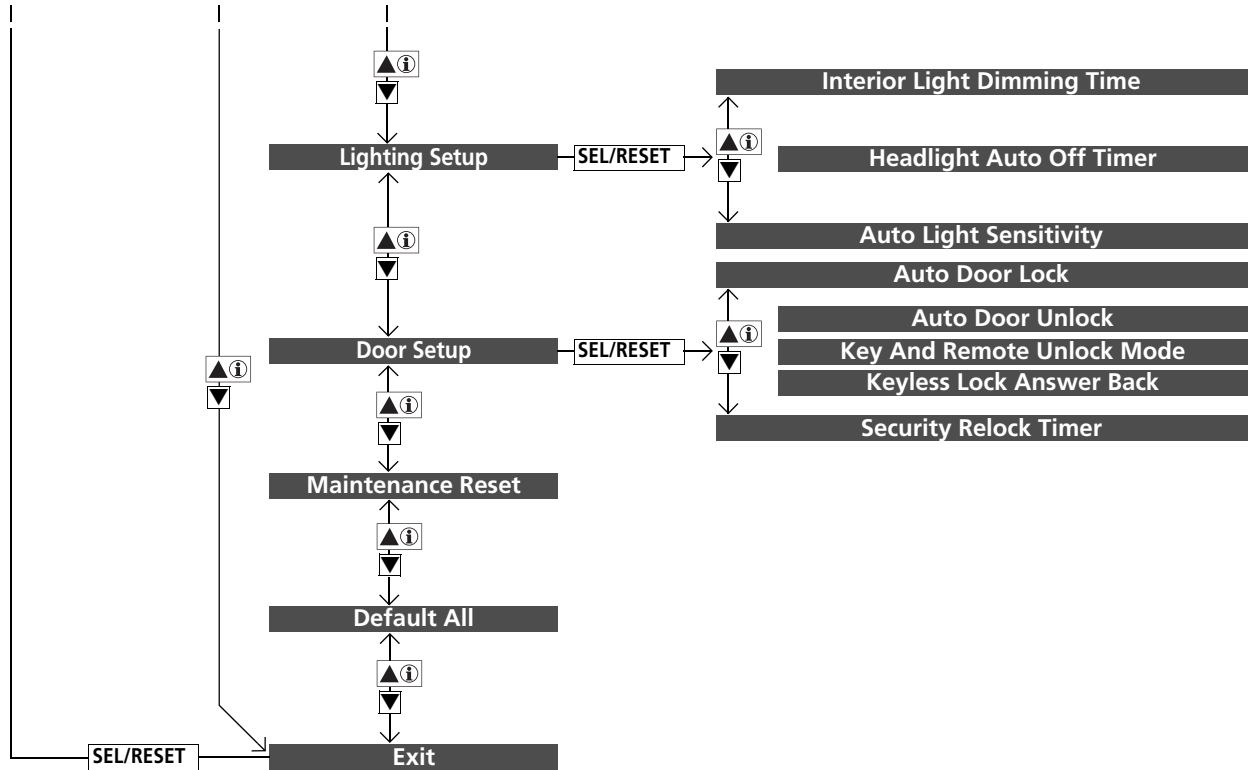 Interior Light Dimming Time
Lighting Setup
SEL/RESET
Headlight Auto Off Timer
Auto Light Sensitivity
Auto Door Lock
Auto Door Unlock
Door Setup
SEL/RESET
Key And Remote Unlock Mode
Keyless Lock Answer Back
Security Relock Timer
Maintenance Reset
Default All
SEL/RESET
Exit